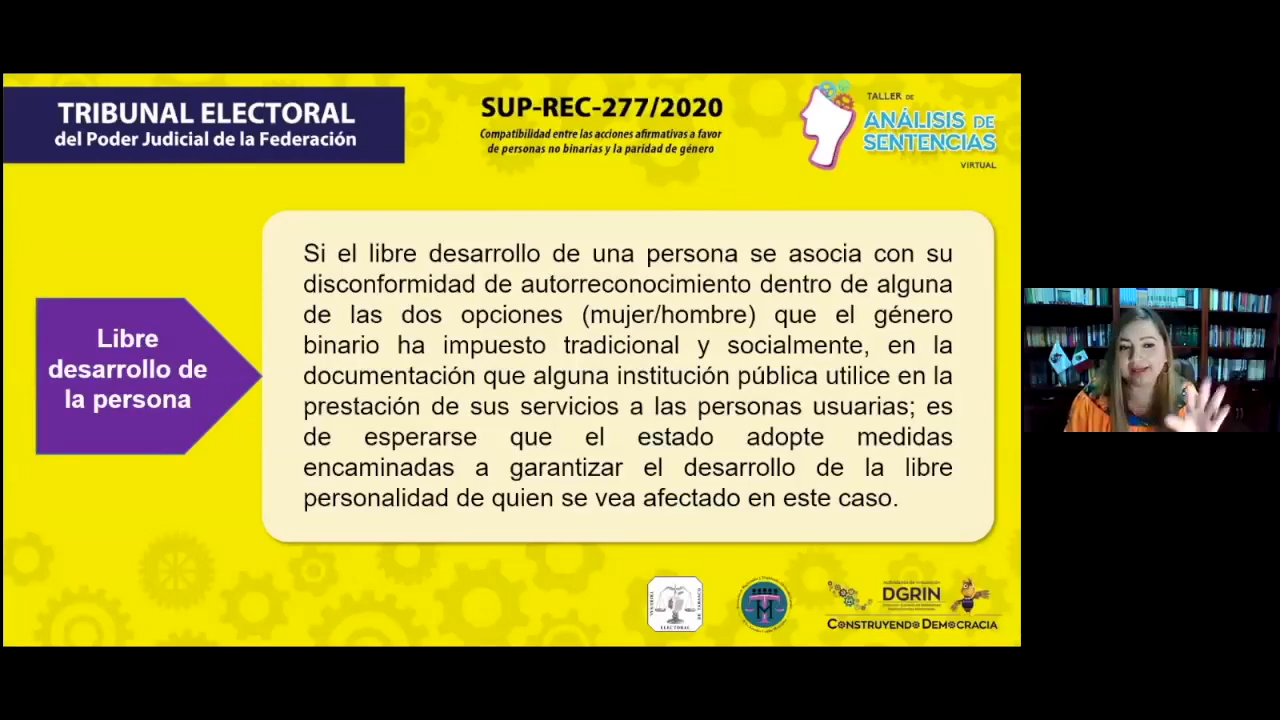 TRIBUNAL ELECTORAL
del Poder Judicial de la Federación
SUP-REC-277/2020
Compatibilidad entre las acciones afirmativas a favor
de personas no binarias y la paridad de género
TALLER DE
ANÁLISIS DE
SENTENCIAS
VIRTUAL
Libre
desarrollo de
la persona
Si el libre desarrollo de una persona se asocia con su
disconformidad de autorreconocimiento dentro de alguna
de las dos opciones (mujer/hombre) que el género
binario ha impuesto tradicional y socialmente, en la
documentación que alguna institución pública utilice en la
prestación de sus servicios a las personas usuarias; es
de esperarse que el estado adopte medidas
encaminadas a garantizar el desarrollo de la libre
personalidad de quien se vea afectado en este caso.
TRIBUNAL
ELECTORAL
DE TABASCO
DGRIN
CONSTRUYENDO DEMOCRACIA